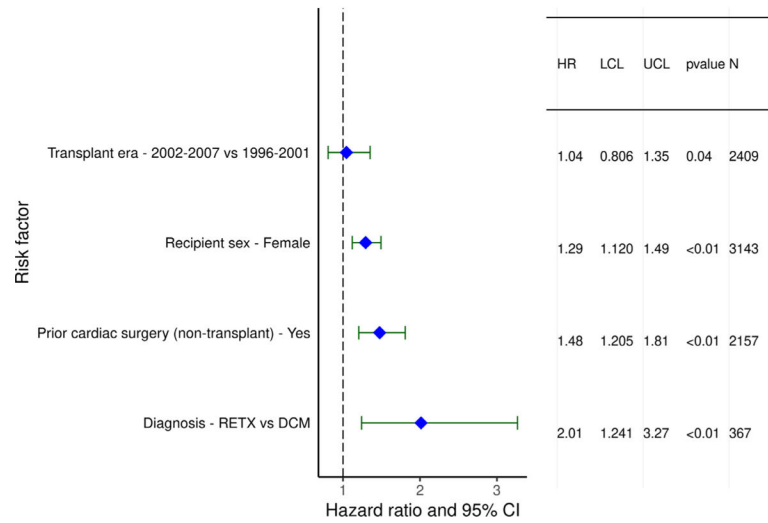 HR LCL UCL pvalue N
Transplant era - 2002-2007 vs 1996-2001 1.04 0.806 1.35 0.04 2409
Recipient sex - Female 1.29 1.120 1.49 <0.01 3143
Prior cardiac surgery (non-transplant) - Yes 1.48 1.205 1.81 <0.01 2157
Diagnosis - RETX vs DCM 2.01 1.241 3.27 <0.01 367
Risk factor
1 2 3
Hazard ratio and 95% CI